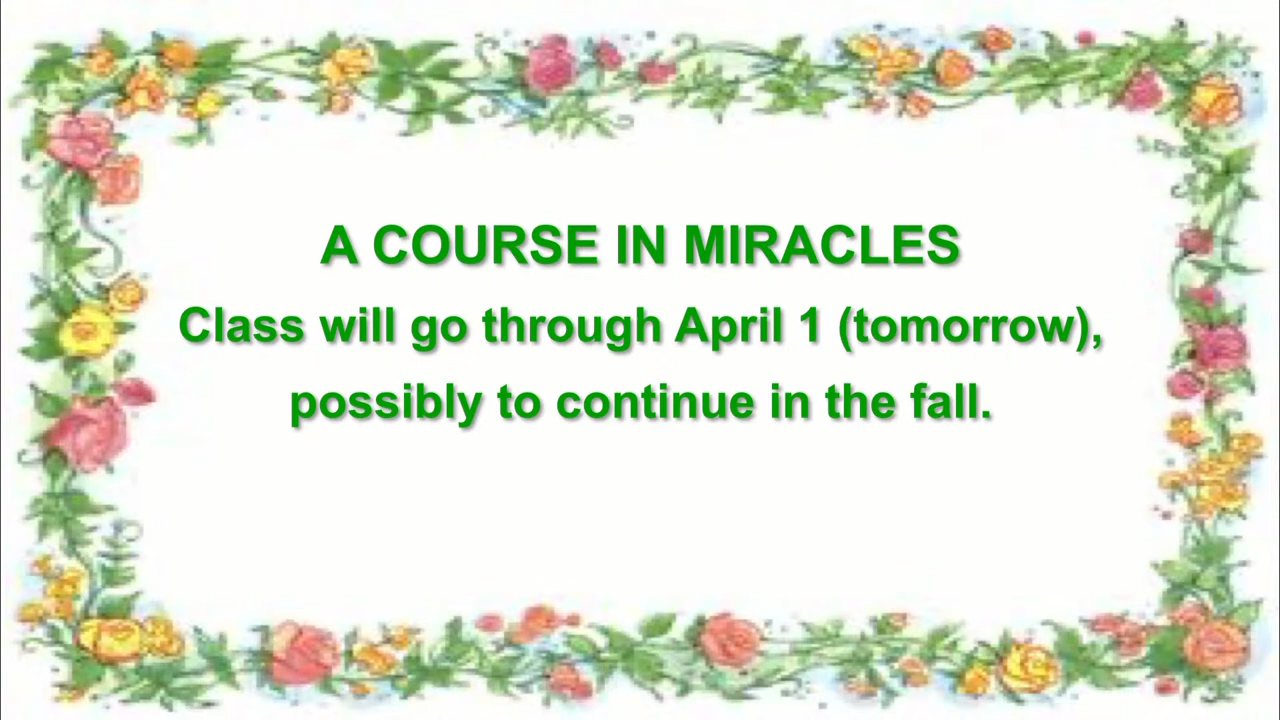 A COURSE IN MIRACLES
Class will go through April 1 (tomorrow),
possibly to continue in the fall.